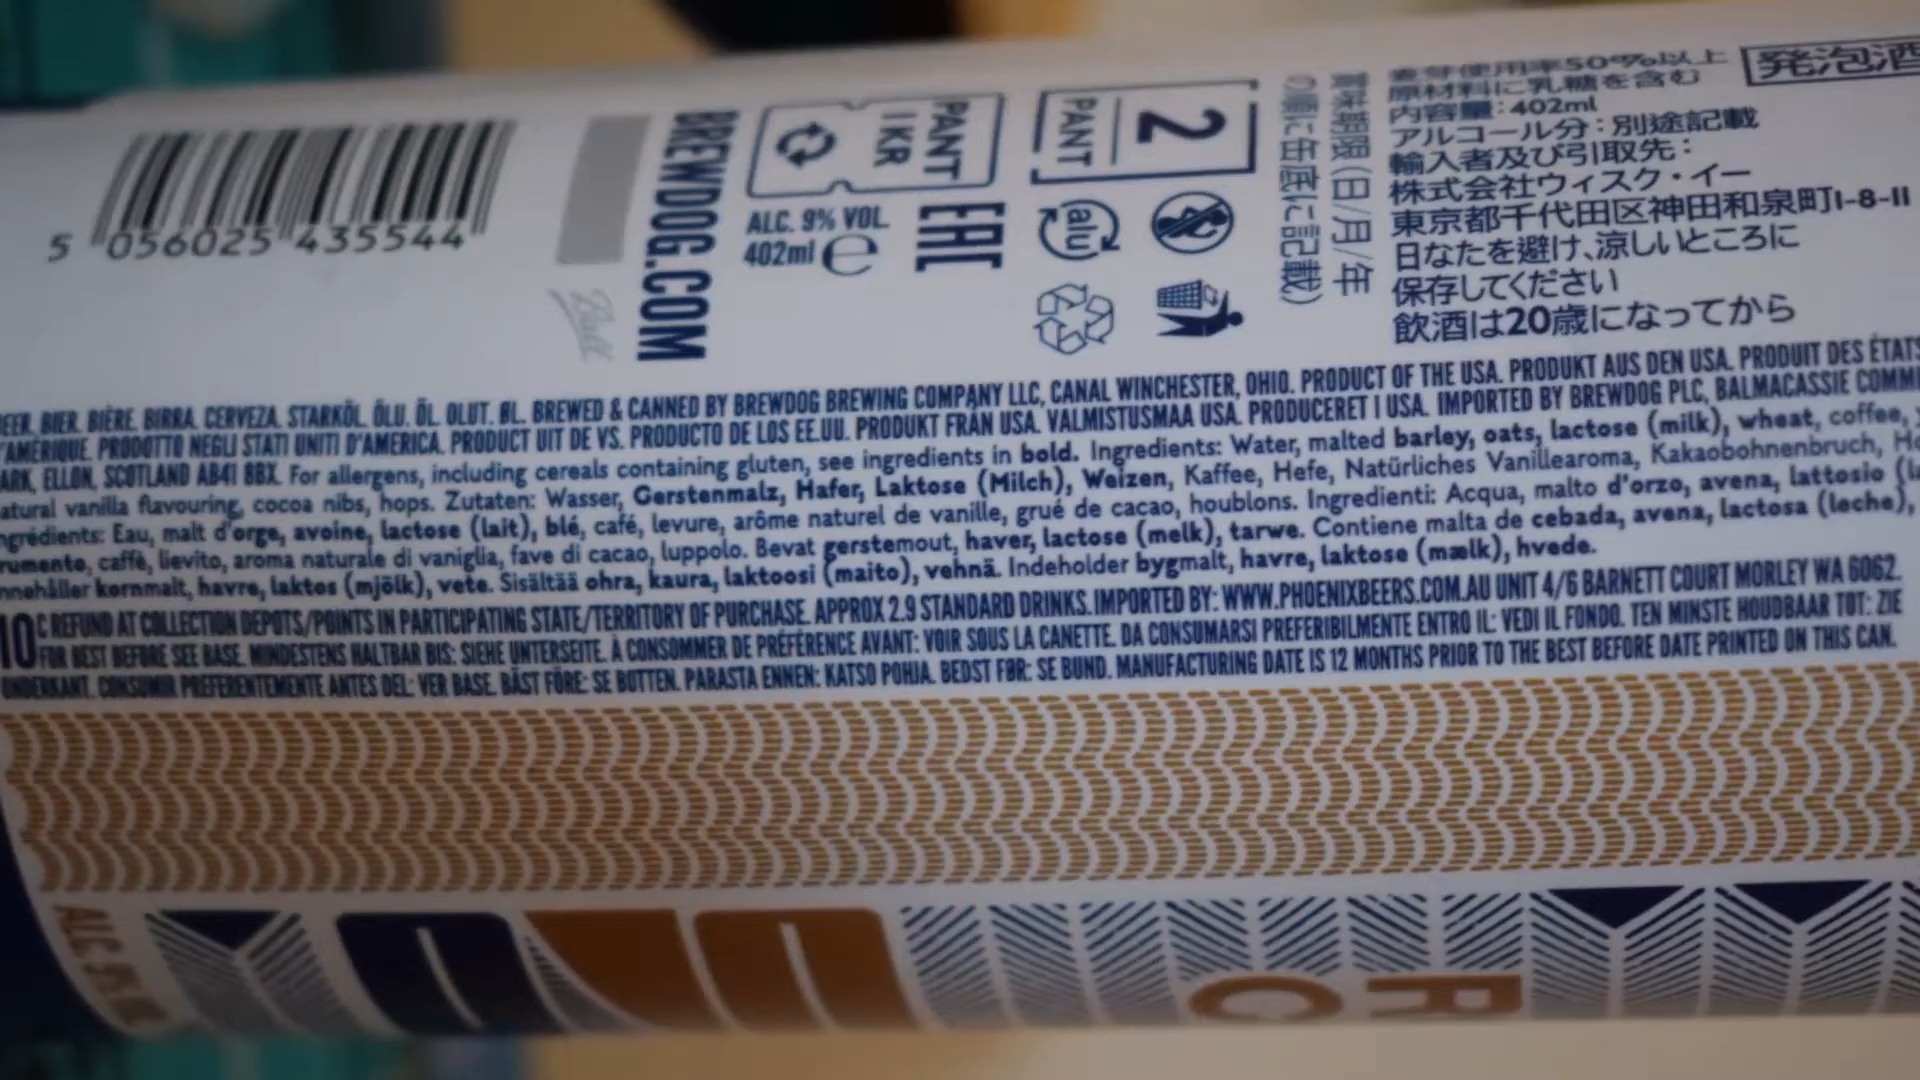 5 056025 435544
Ball
BREWDOG.COM
PANT
1 KR
ALC. 9% VOL.
402ml e
EAC
2
PANT
alu
賞味期限(日/月/年
の順に缶底に記載)
発泡酒
麦芽使用率50%以上
原材料に乳糖を含む
内容量:402ml
アルコール分:別途記載
輸入者及び引取先:
株式会社ウィスク・イー
東京都千代田区神田和泉町1-8-11
日なたを避け、涼しいところに
保存してください
飲酒は20歳になってから
BIER. BIÈRE. BIRRA. CERVEZA. STARKÖL. ÕLU. ÖL. OLUT. ØL. BREWED & CANNED BY BREWDOG BREWING COMPANY LLC, CANAL WINCHESTER, OHIO. PRODUCT OF THE USA. PRODUKT AUS DEN USA. PRODUIT DES ÉTATS
D'AMÉRIQUE. PRODOTTO NEGLI STATI UNITI D'AMERICA. PRODUCT UIT DE VS. PRODUCTO DE LOS EE.UU. PRODUKT FRÅN USA. VALMISTUSMAA USA. PRODUCERET I USA. IMPORTED BY BREWDOG PLC, BALMACASSIE
ELLON, SCOTLAND AB41 8BX. For allergens, including cereals containing gluten, see ingredients in bold. Ingredients: Water, malted barley, oats, lactose (milk), wheat, coffee,
natural vanilla flavouring, cocoa nibs, hops. Zutaten: Wasser, Gerstenmalz, Hafer, Laktose (Milch), Weizen, Kaffee, Hefe, Natürliches Vanillearoma, Kakaobohnenbruch,
Ingrédients: Eau, malt d'orge, avoine, lactose (lait), blé, café, levure, arôme naturel de vanille, grué de cacao, houblons. Ingredienti: Acqua, malto d'orzo, avena, lattosio
frumento, caffè, lievito, aroma naturale di vaniglia, fave di cacao, luppolo. Bevat gerstemout, haver, lactose (melk), tarwe. Contiene malta de cebada, avena, lactosa (leche),
Innehåller kornmalt, havre, laktos (mjölk), vete. Sisältää ohra, kaura, laktoosi (maito), vehnä. Indeholder bygmalt, havre, laktose (mælk), hvede.
10C REFUND AT COLLECTION DEPOTS/POINTS IN PARTICIPATING STATE/TERRITORY OF PURCHASE. APPROX 2.9 STANDARD DRINKS. IMPORTED BY: WWW.PHOENIXBEERS.COM.AU UNIT 4/6 BARNETT COURT MORLEY WA 6062.
FOR BEST BEFORE SEE BASE. MINDESTENS HALTBAR BIS: SIEHE UNTERSEITE. À CONSOMMER DE PRÉFÉRENCE AVANT: VOIR SOUS LA CANETTE. DA CONSUMARSI PREFERIBILMENTE ENTRO IL: VEDI IL FONDO. TEN MINSTE HOUDBAAR TOT: ZIE
ONDERKANT. CONSUMIR PREFERENTEMENTE ANTES DEL: VER BASE. BÄST FÖRE: SE BOTTEN. PARASTA ENNEN: KATSO POHJA. BEDST FØR: SE BUND. MANUFACTURING DATE IS 12 MONTHS PRIOR TO THE BEST BEFORE DATE PRINTED ON THIS CAN.